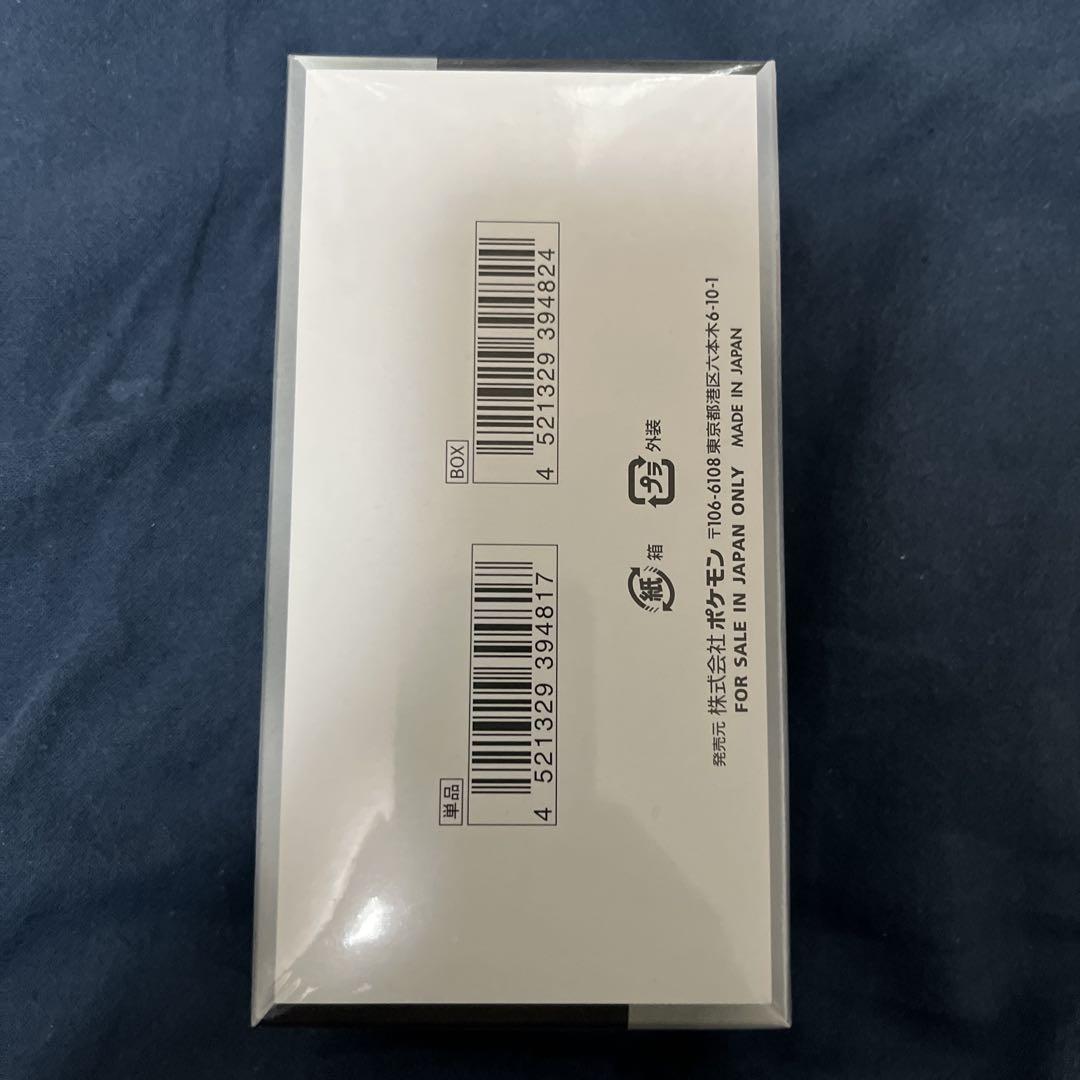 単品
4 521329 394817
BOX
4 521329 394824
紙 箱
プラ 外装
発売元 株式会社ポケモン 〒106-6108 東京都港区六本木6-10-1
FOR SALE IN JAPAN ONLY MADE IN JAPAN